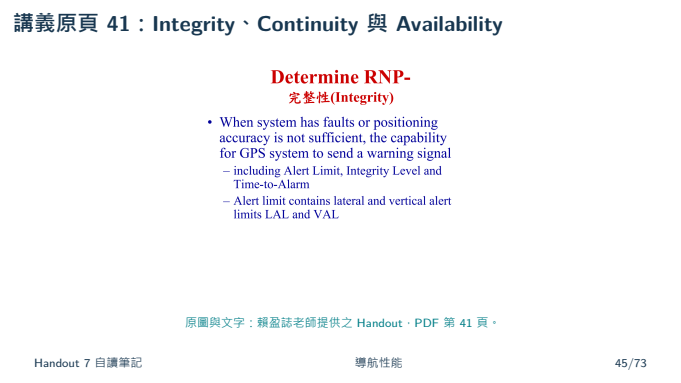 講義原頁 41：Integrity、Continuity 與 Availability
Determine RNP-
完整性(Integrity)
• When system has faults or positioning
accuracy is not sufficient, the capability
for GPS system to send a warning signal
– including Alert Limit, Integrity Level and
Time-to-Alarm
– Alert limit contains lateral and vertical alert
limits LAL and VAL
原圖與文字：賴盈誌老師提供之 Handout，PDF 第 41 頁。
Handout 7 自讀筆記
導航性能
45/73